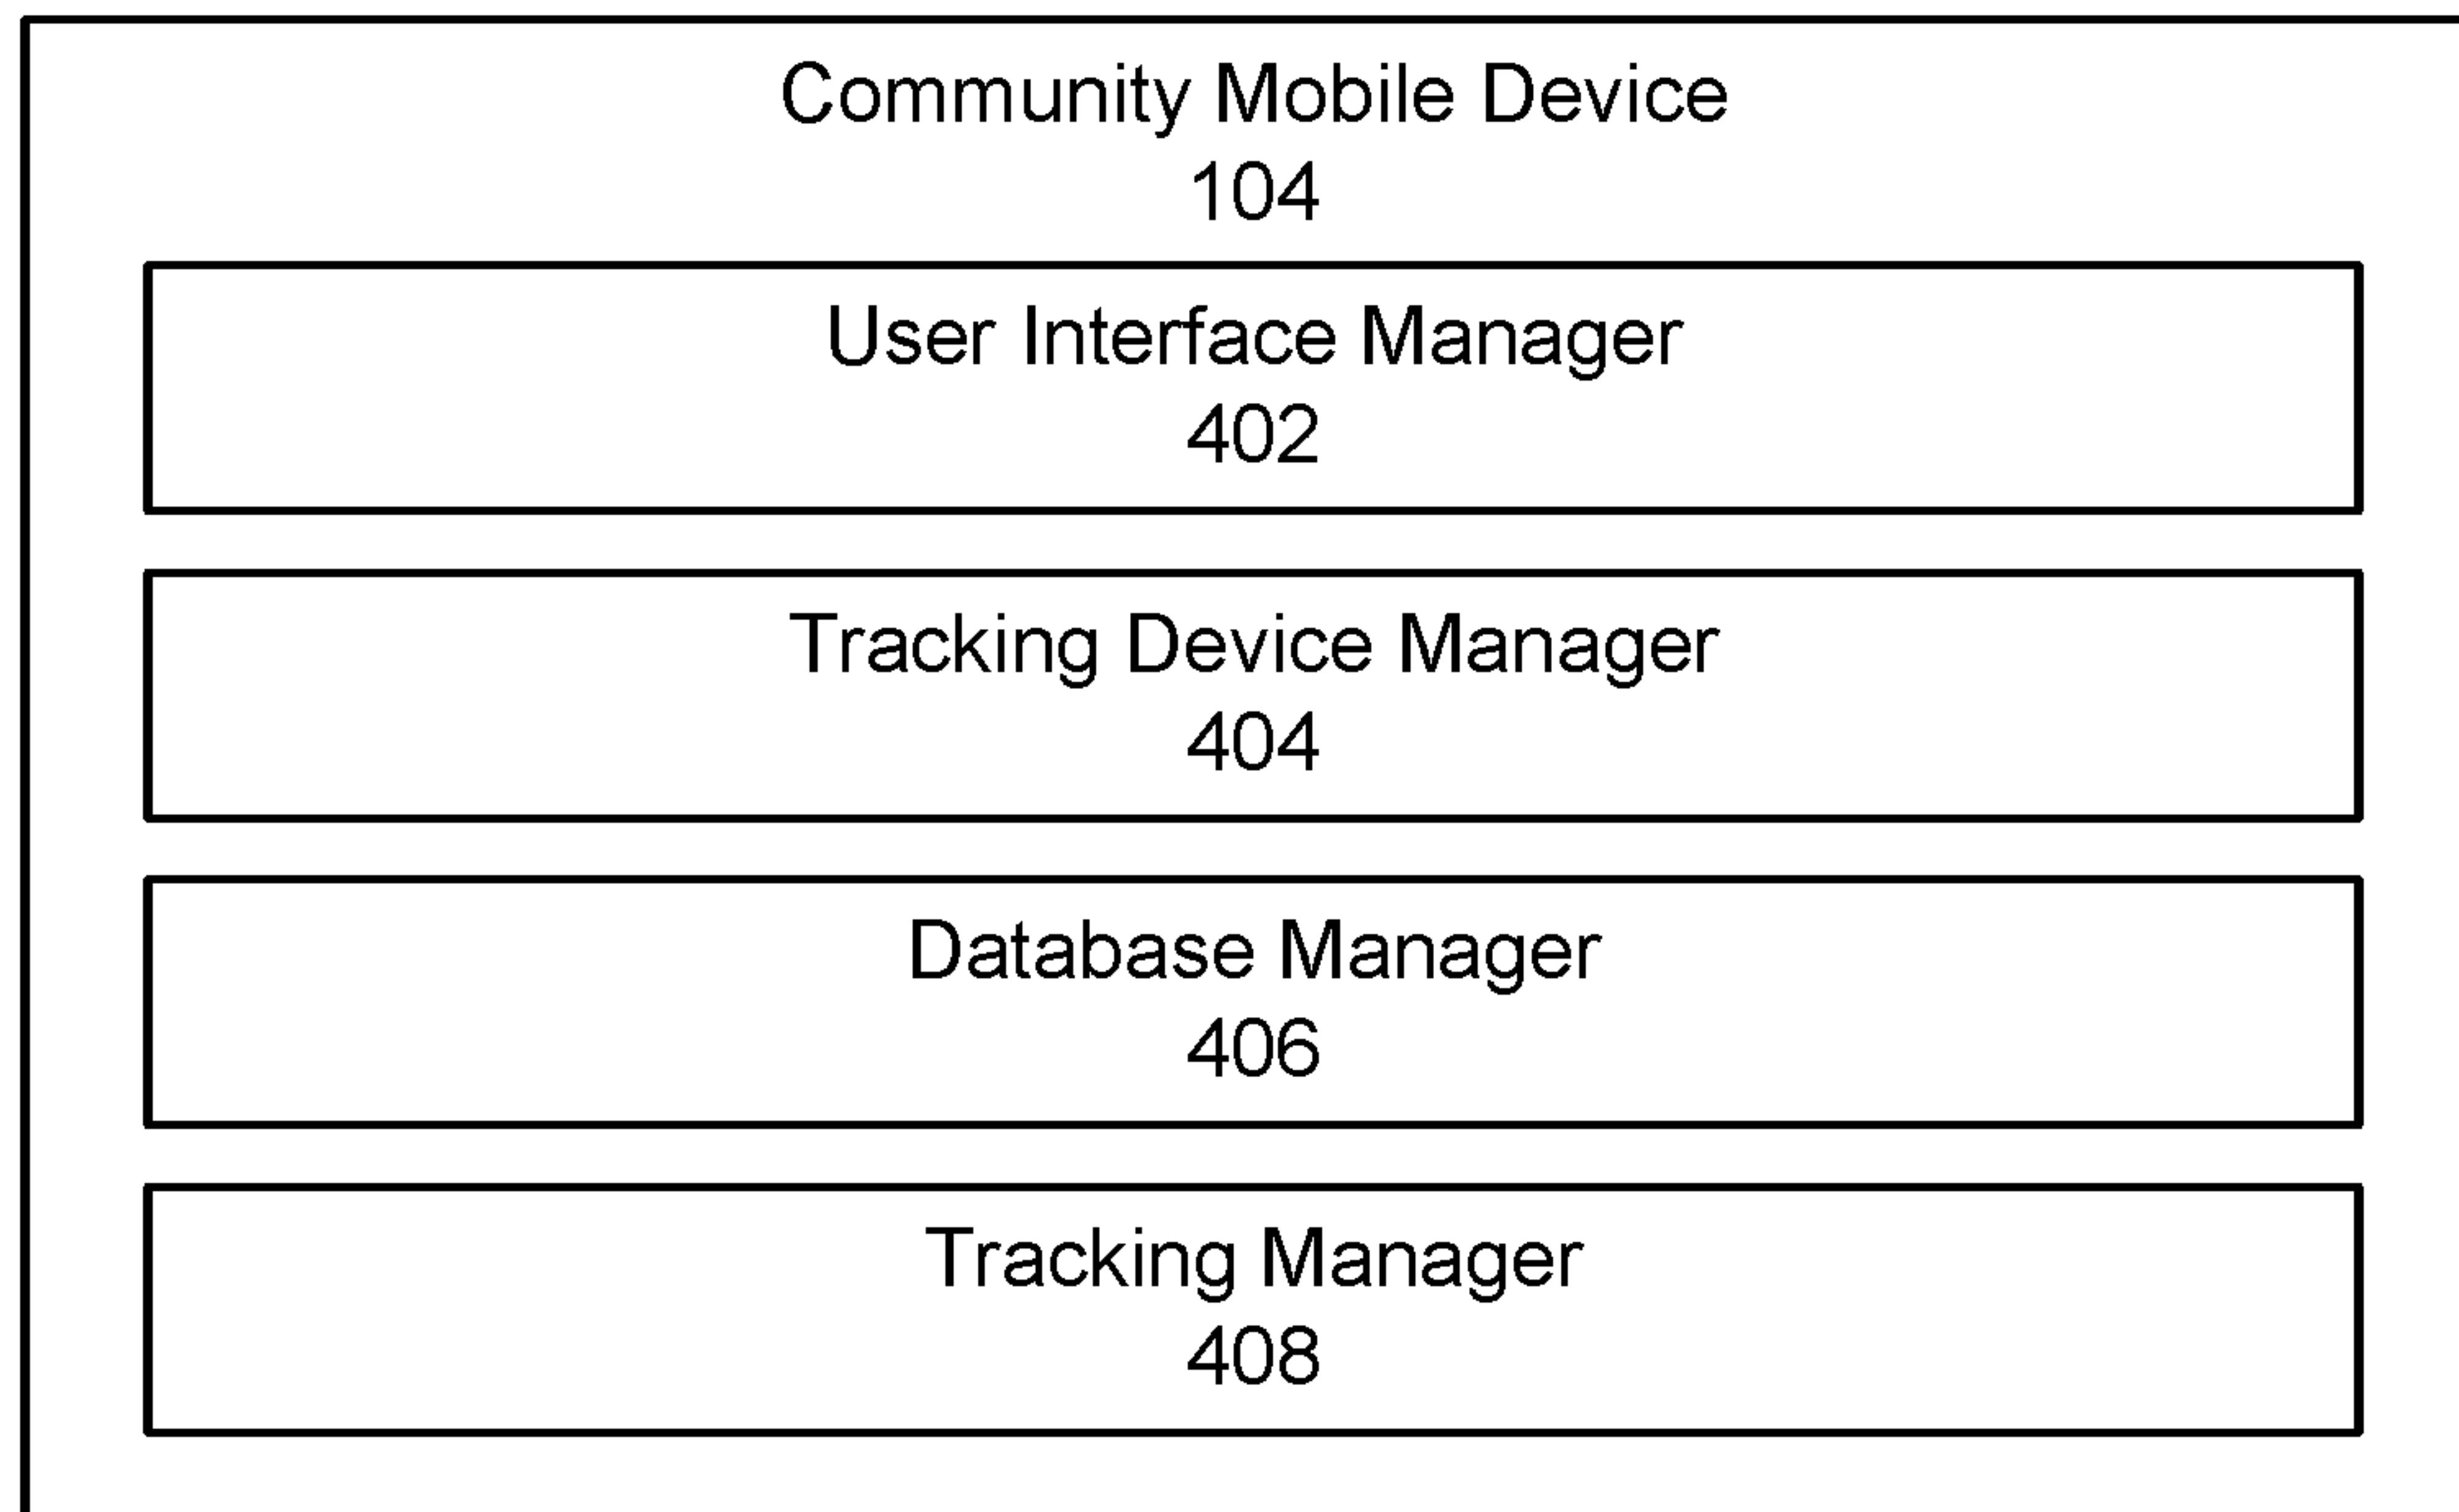 Community Mobile Device
104
User Interface Manager
402
Tracking Device Manager
404
Database Manager
406
Tracking Manager
408